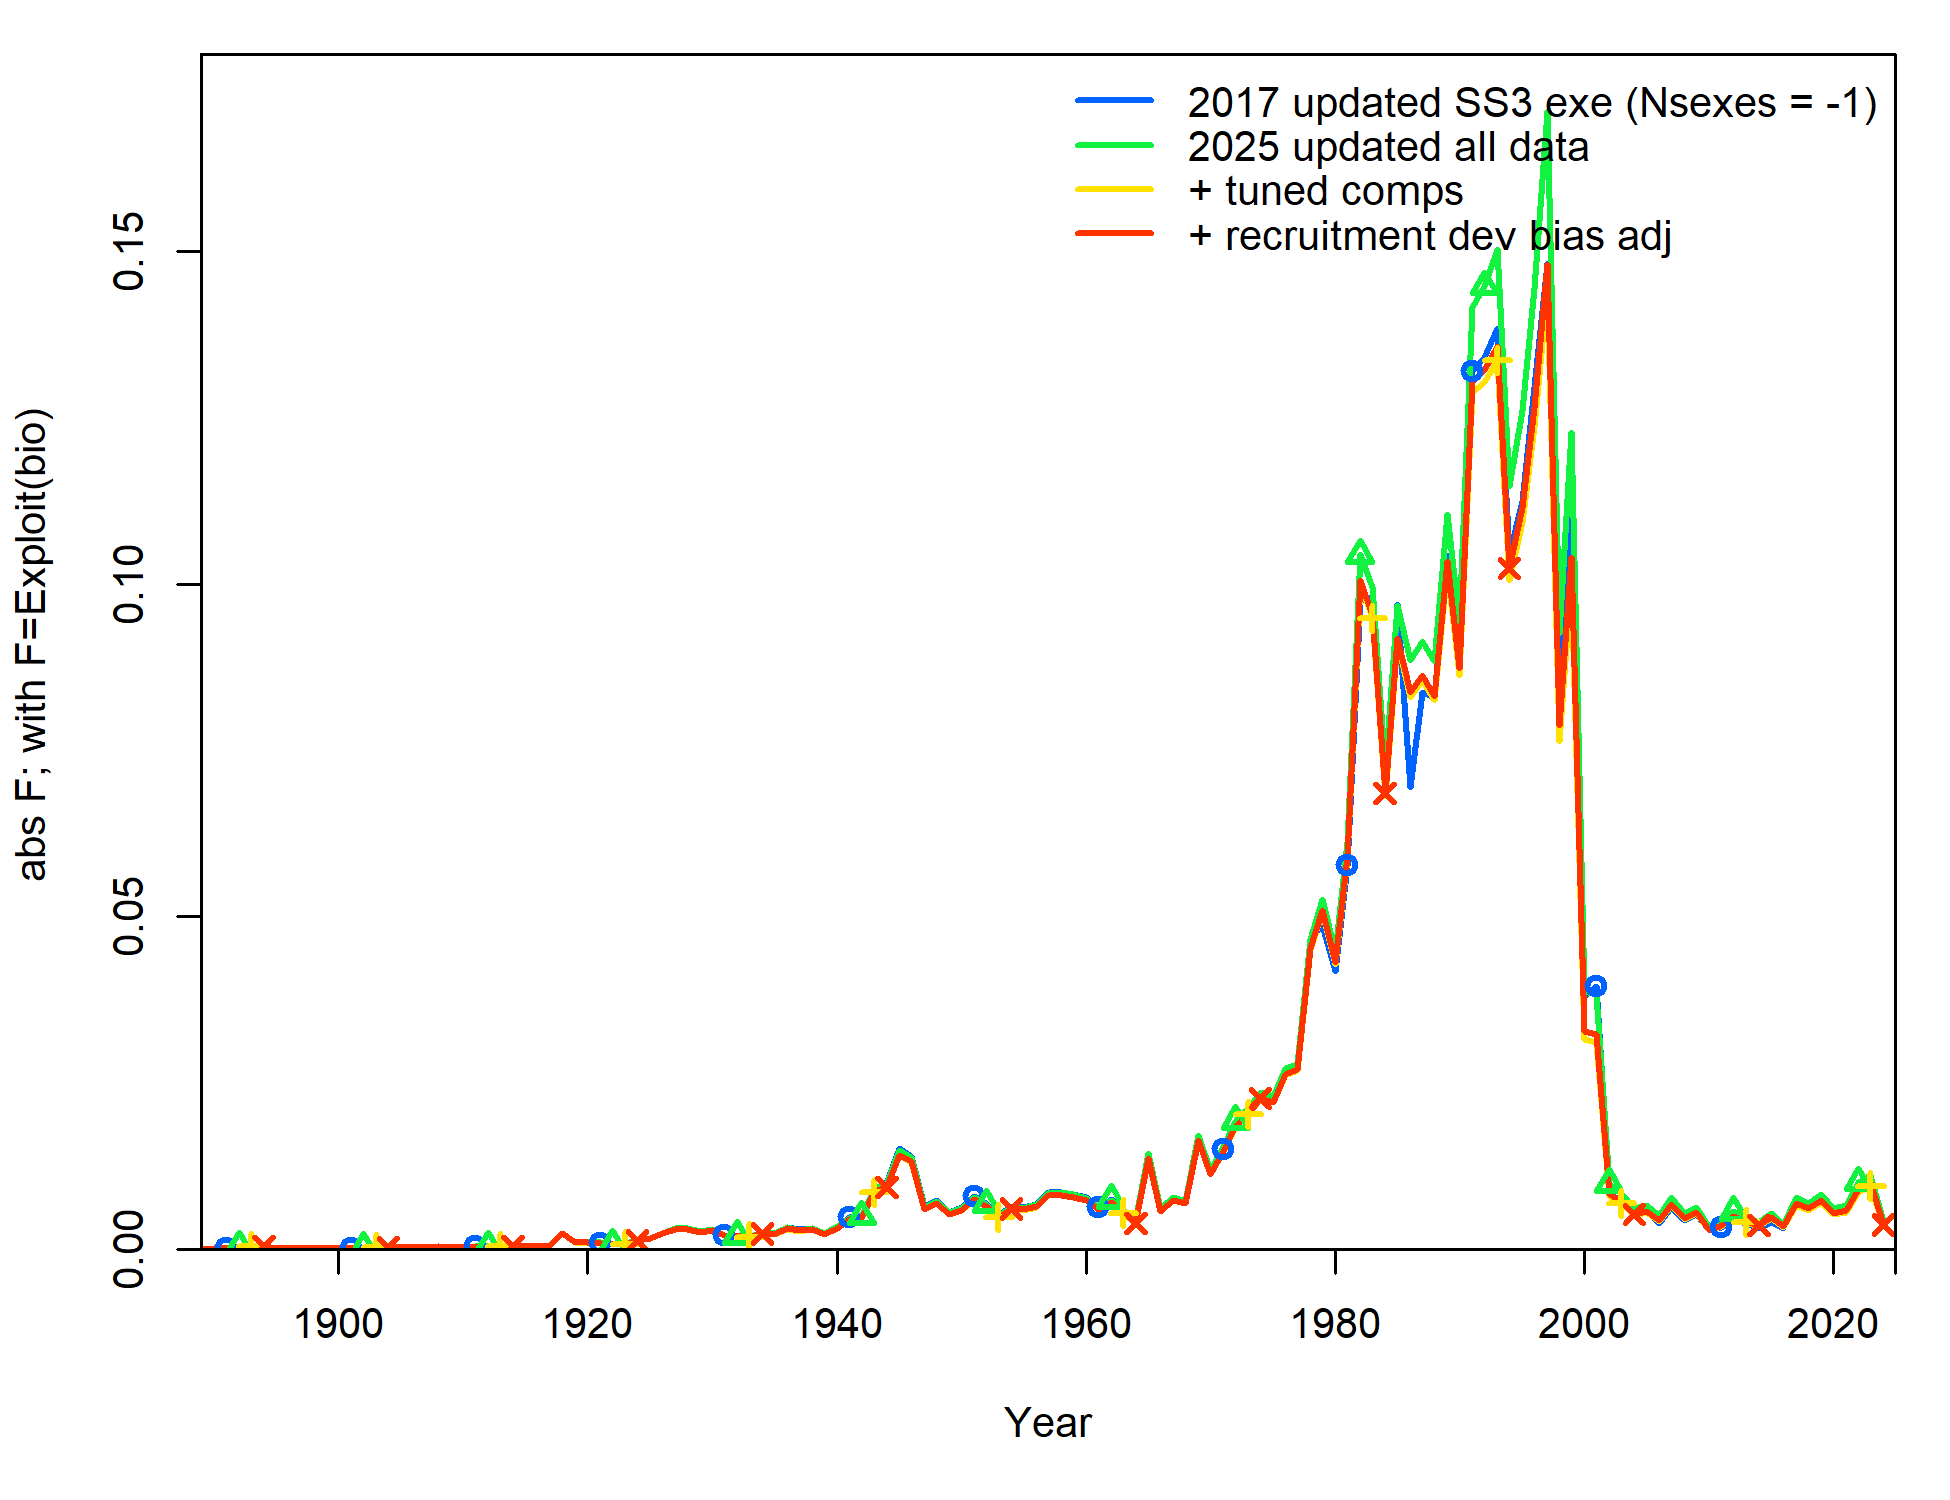 2017 updated SS3 exe (Nsexes = -1)
2025 updated all data
+ tuned comps
+ recruitment dev bias adj
abs F; with F=Exploit(bio)
0.15
0.10
0.05
0.00
1900 1920 1940 1960 1980 2000 2020
Year